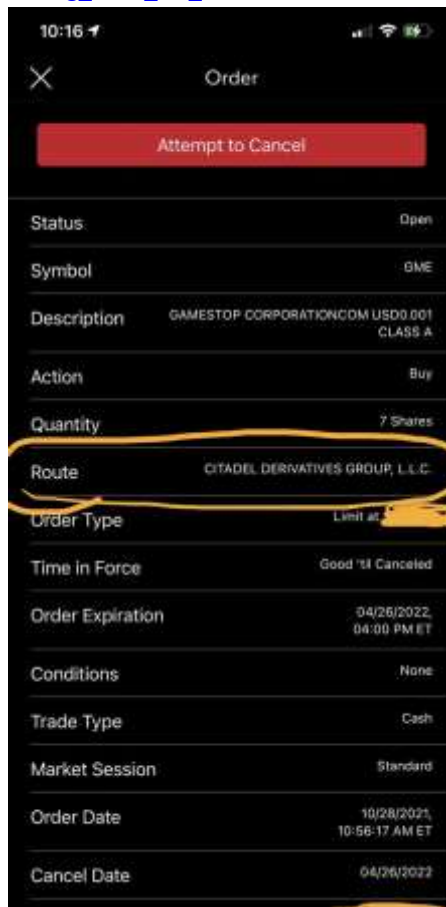 10:16
Order
Attempt to Cancel
Status Open
Symbol GME
Description GAMESTOP CORPORATIONCOM USD0.001
CLASS A
Action Buy
Quantity 7 Shares
Route CITADEL DERIVATIVES GROUP, L.L.C.
Order Type Limit at
Time in Force Good 'til Canceled
Order Expiration 04/26/2022,
04:00 PM ET
Conditions None
Trade Type Cash
Market Session Standard
Order Date 10/28/2021,
10:56:17 AM ET
Cancel Date 04/26/2022